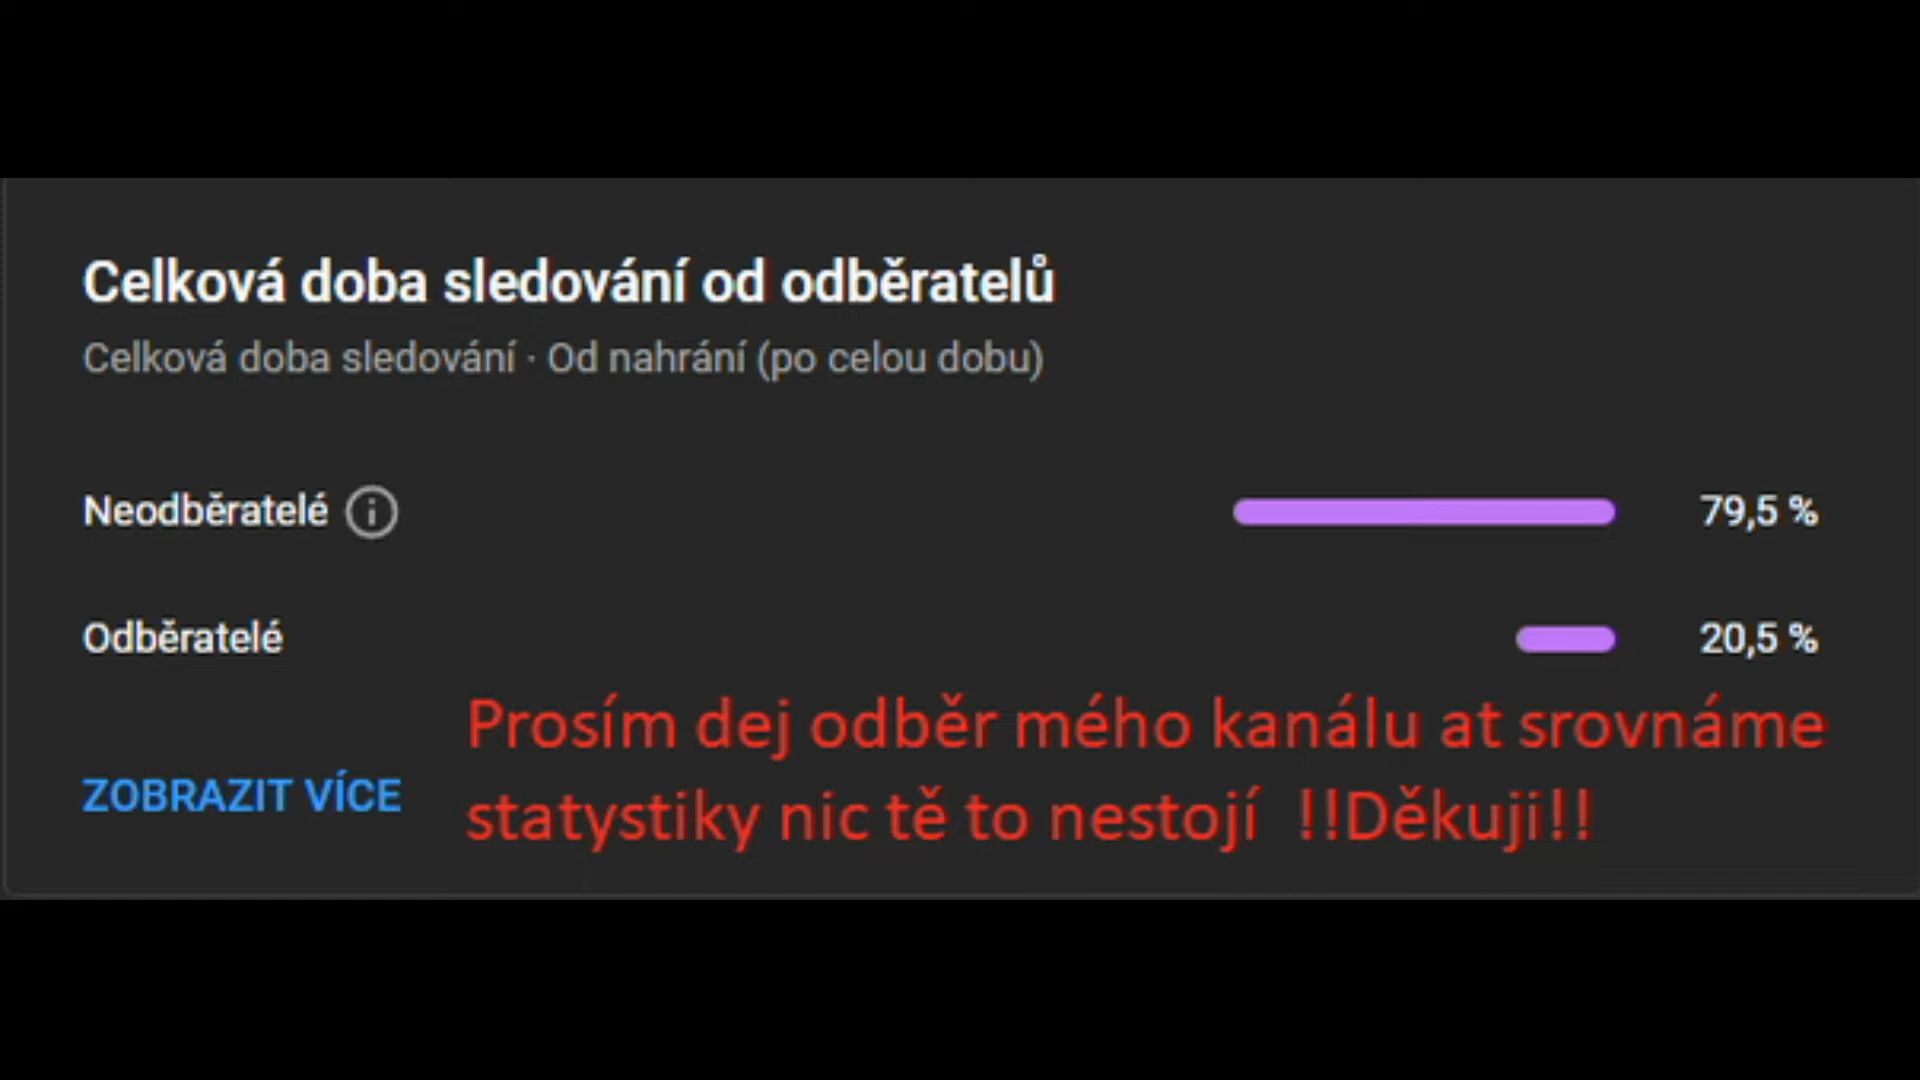 Celková doba sledování od odběratelů
Celková doba sledování · Od nahrání (po celou dobu)
Neodběratelé 79,5 %
Odběratelé 20,5 %
Prosím dej odběr mého kanálu at srovnáme
statystiky nic tě to nestojí !!Děkuji!!
ZOBRAZIT VÍCE